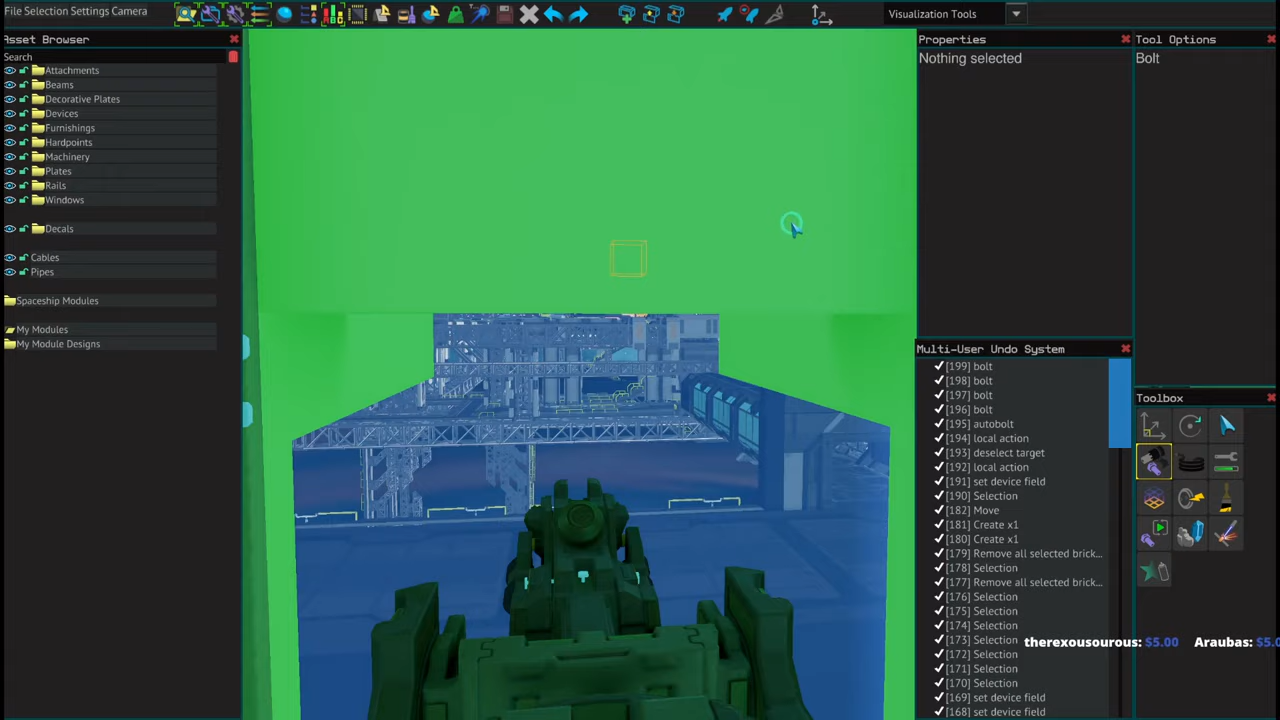 File Selection Settings Camera
Visualization Tools
Asset Browser
Search
Attachments
Beams
Decorative Plates
Devices
Furnishings
Hardpoints
Machinery
Plates
Rails
Windows
Decals
Cables
Pipes
Spaceship Modules
My Modules
My Module Designs
Properties
Nothing selected
Tool Options
Bolt
Multi-User Undo System
[199] bolt
[198] bolt
[197] bolt
[196] bolt
[195] autobolt
[194] local action
[193] deselect target
[192] local action
[191] set device field
[190] Selection
[182] Move
[181] Create x1
[180] Create x1
[179] Remove all selected brick...
[178] Selection
[177] Remove all selected brick...
[176] Selection
[175] Selection
[174] Selection
[173] Selection
[172] Selection
[171] Selection
[170] Selection
[169] set device field
[168] set device field
Toolbox
therexousourous: $5.00 Araubas: $5.0